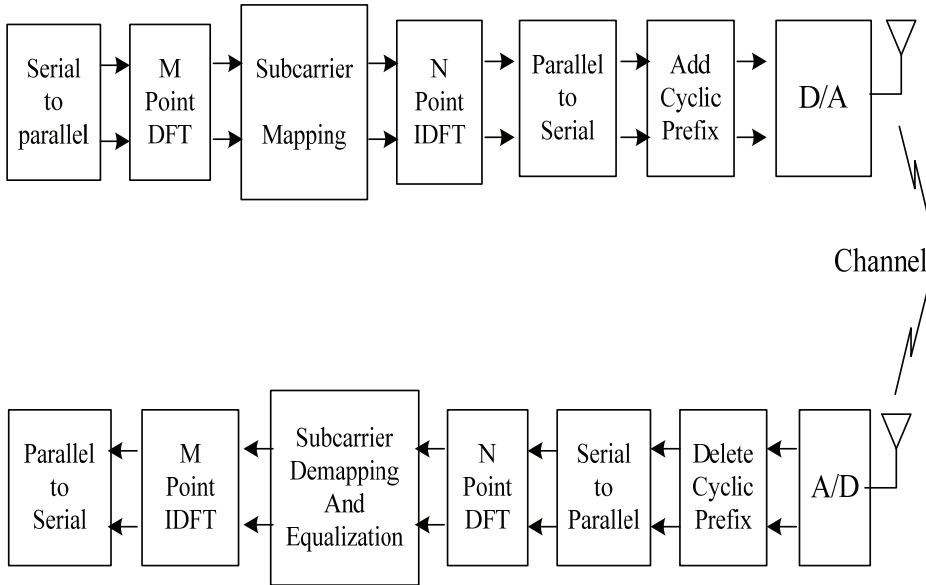 Serial
to
parallel
M
Point
DFT
Subcarrier
Mapping
N
Point
IDFT
Parallel
to
Serial
Add
Cyclic
Prefix
D/A
Channel
Parallel
to
Serial
M
Point
IDFT
Subcarrier
Demapping
And
Equalization
N
Point
DFT
Serial
to
Parallel
Delete
Cyclic
Prefix
A/D